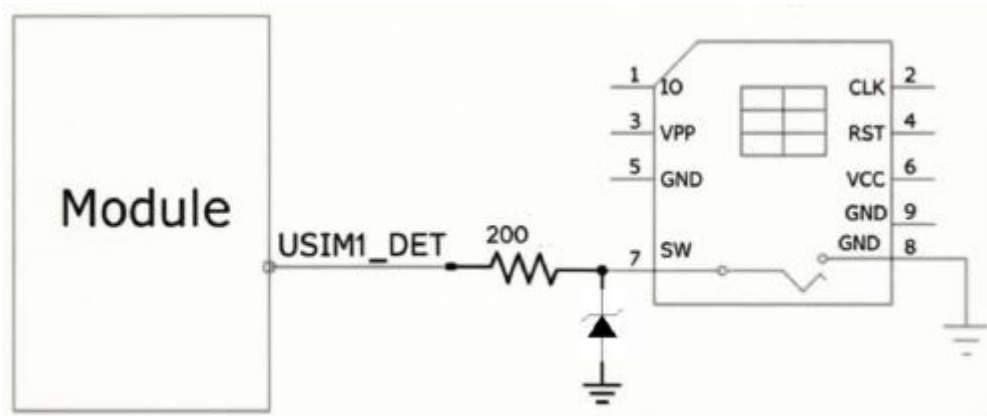 Module
USIM1_DET
200
1 IO
CLK 2
3 VPP
RST 4
5 GND
VCC 6
GND 9
GND 8
7 SW